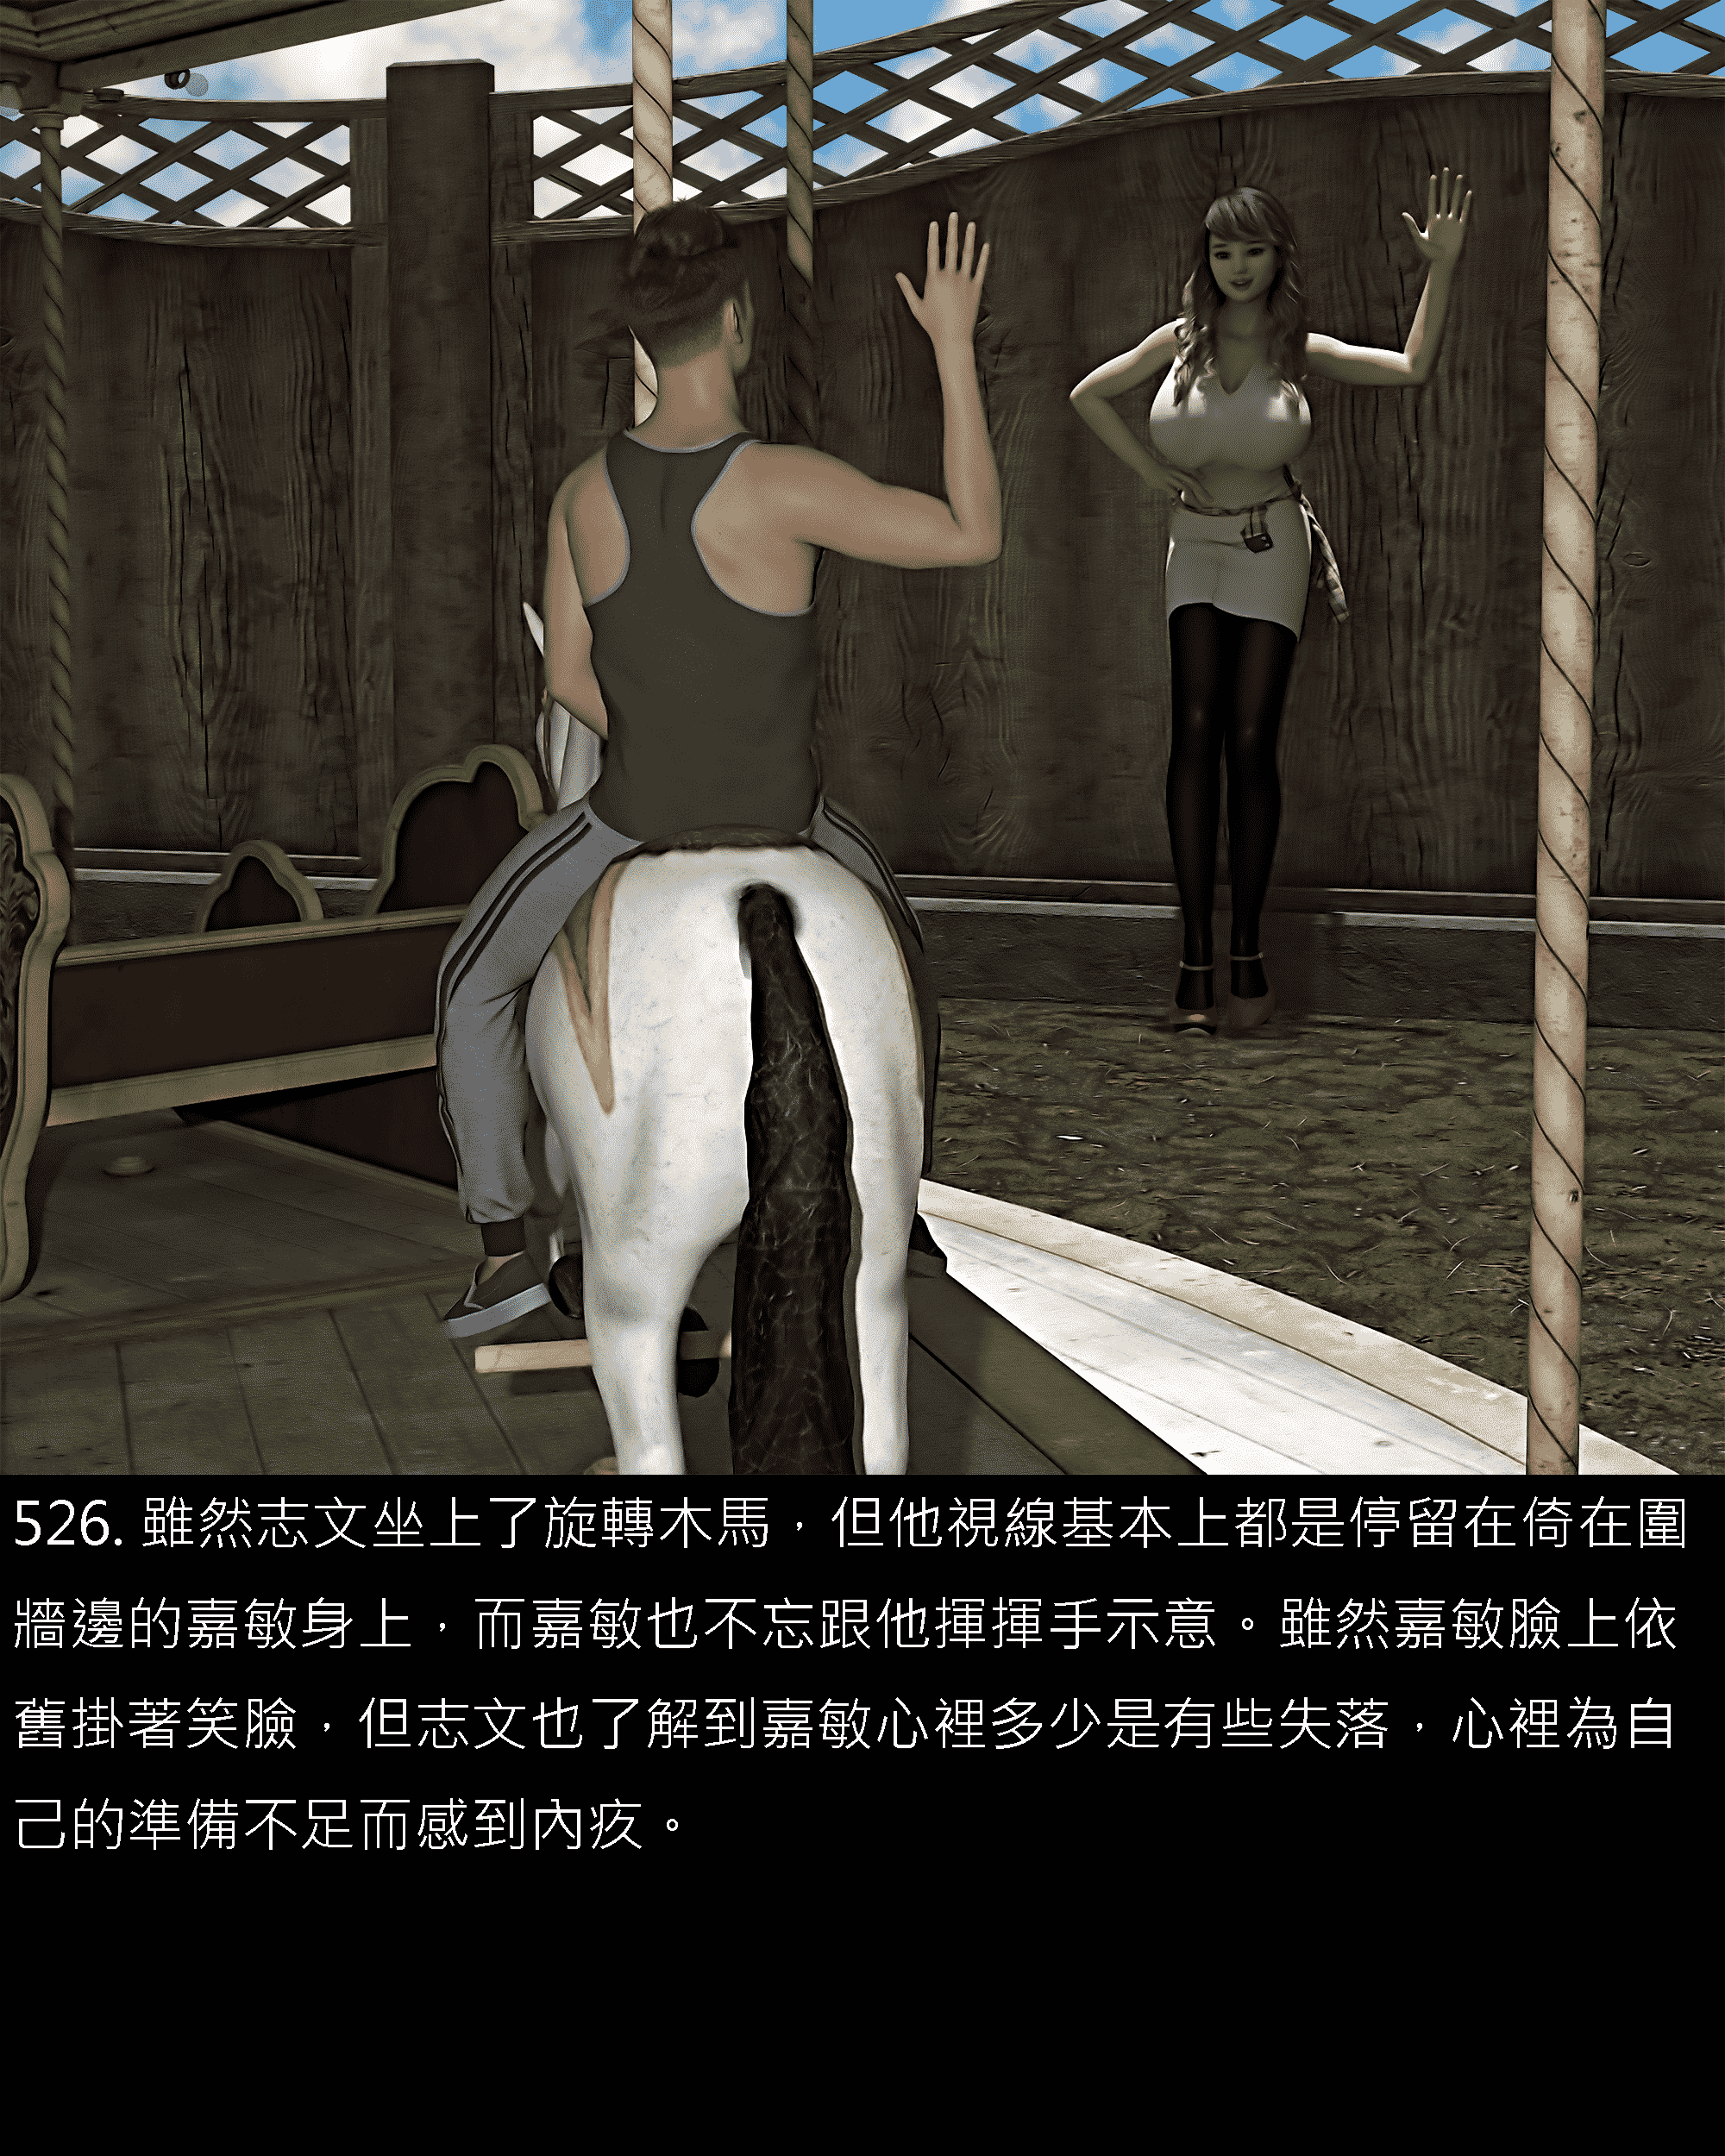 526. 雖然志文坐上了旋轉木馬，但他視線基本上都是停留在倚在圍
牆邊的嘉敏身上，而嘉敏也不忘跟他揮揮手示意。雖然嘉敏臉上依
舊掛著笑臉，但志文也了解到嘉敏心裡多少是有些失落，心裡為自
己的準備不足而感到內疚。